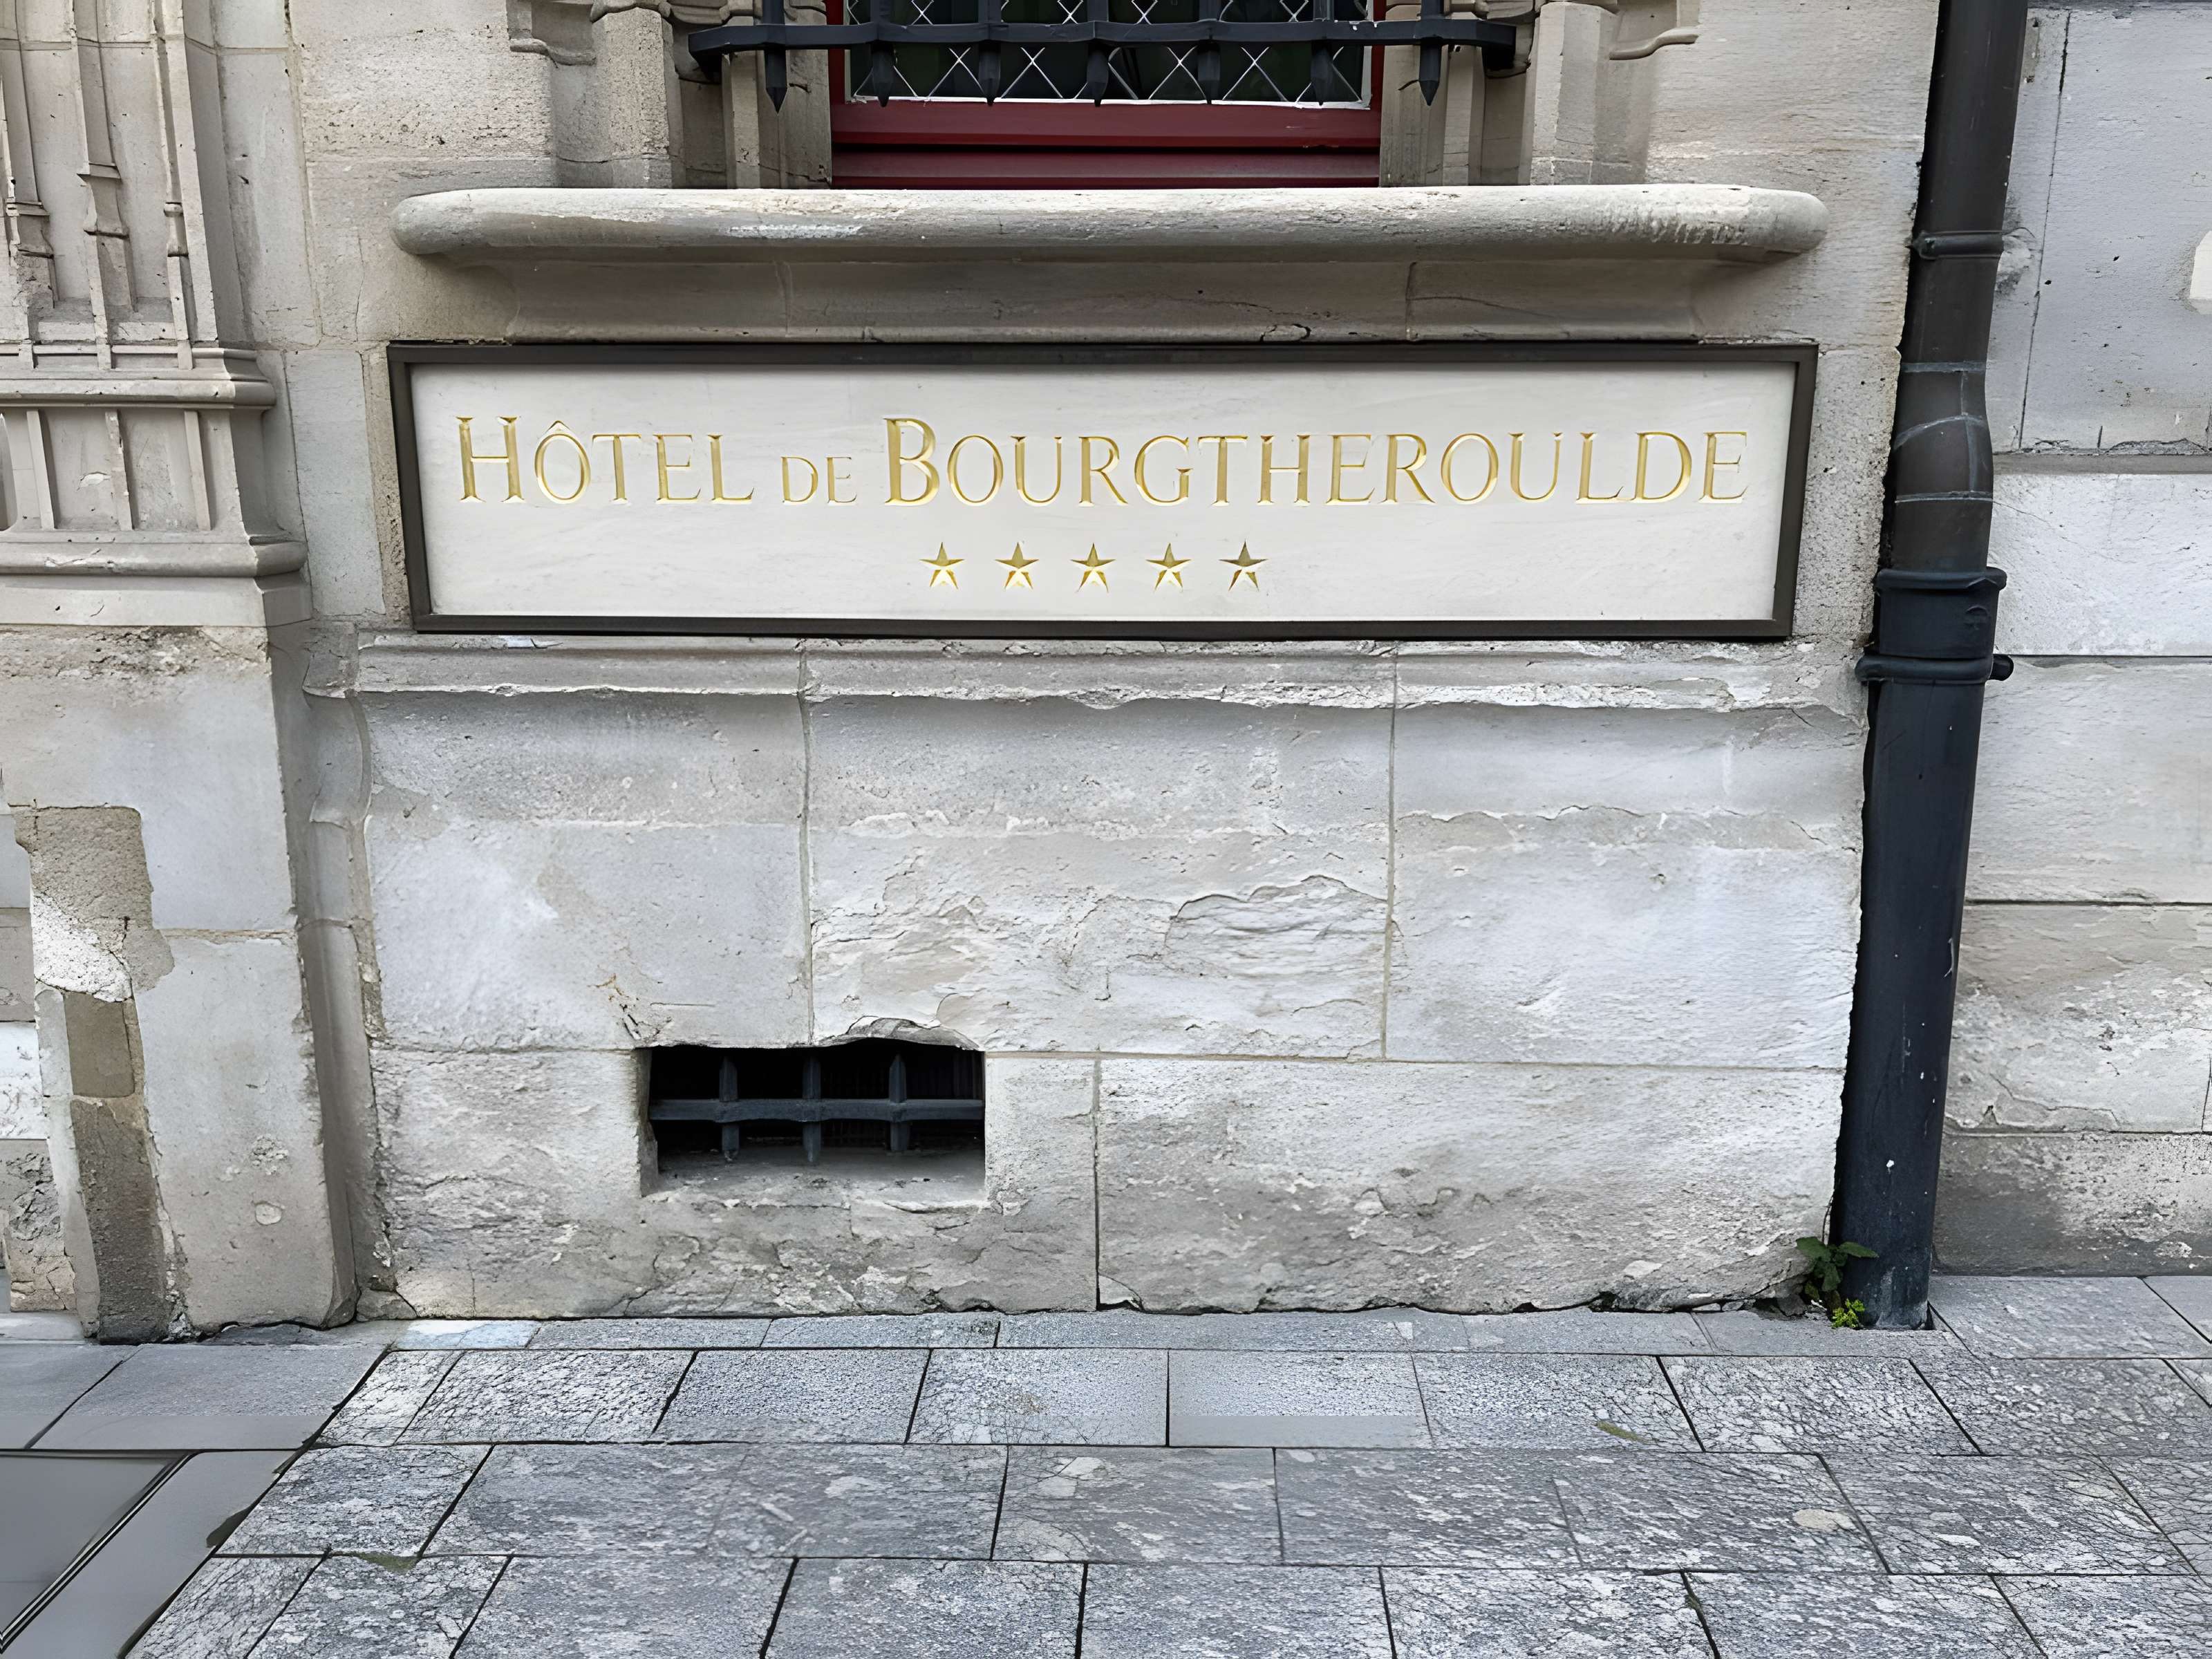 HÔTEL DE BOURGTHEROULDE
★ ★ ★ ★ ★